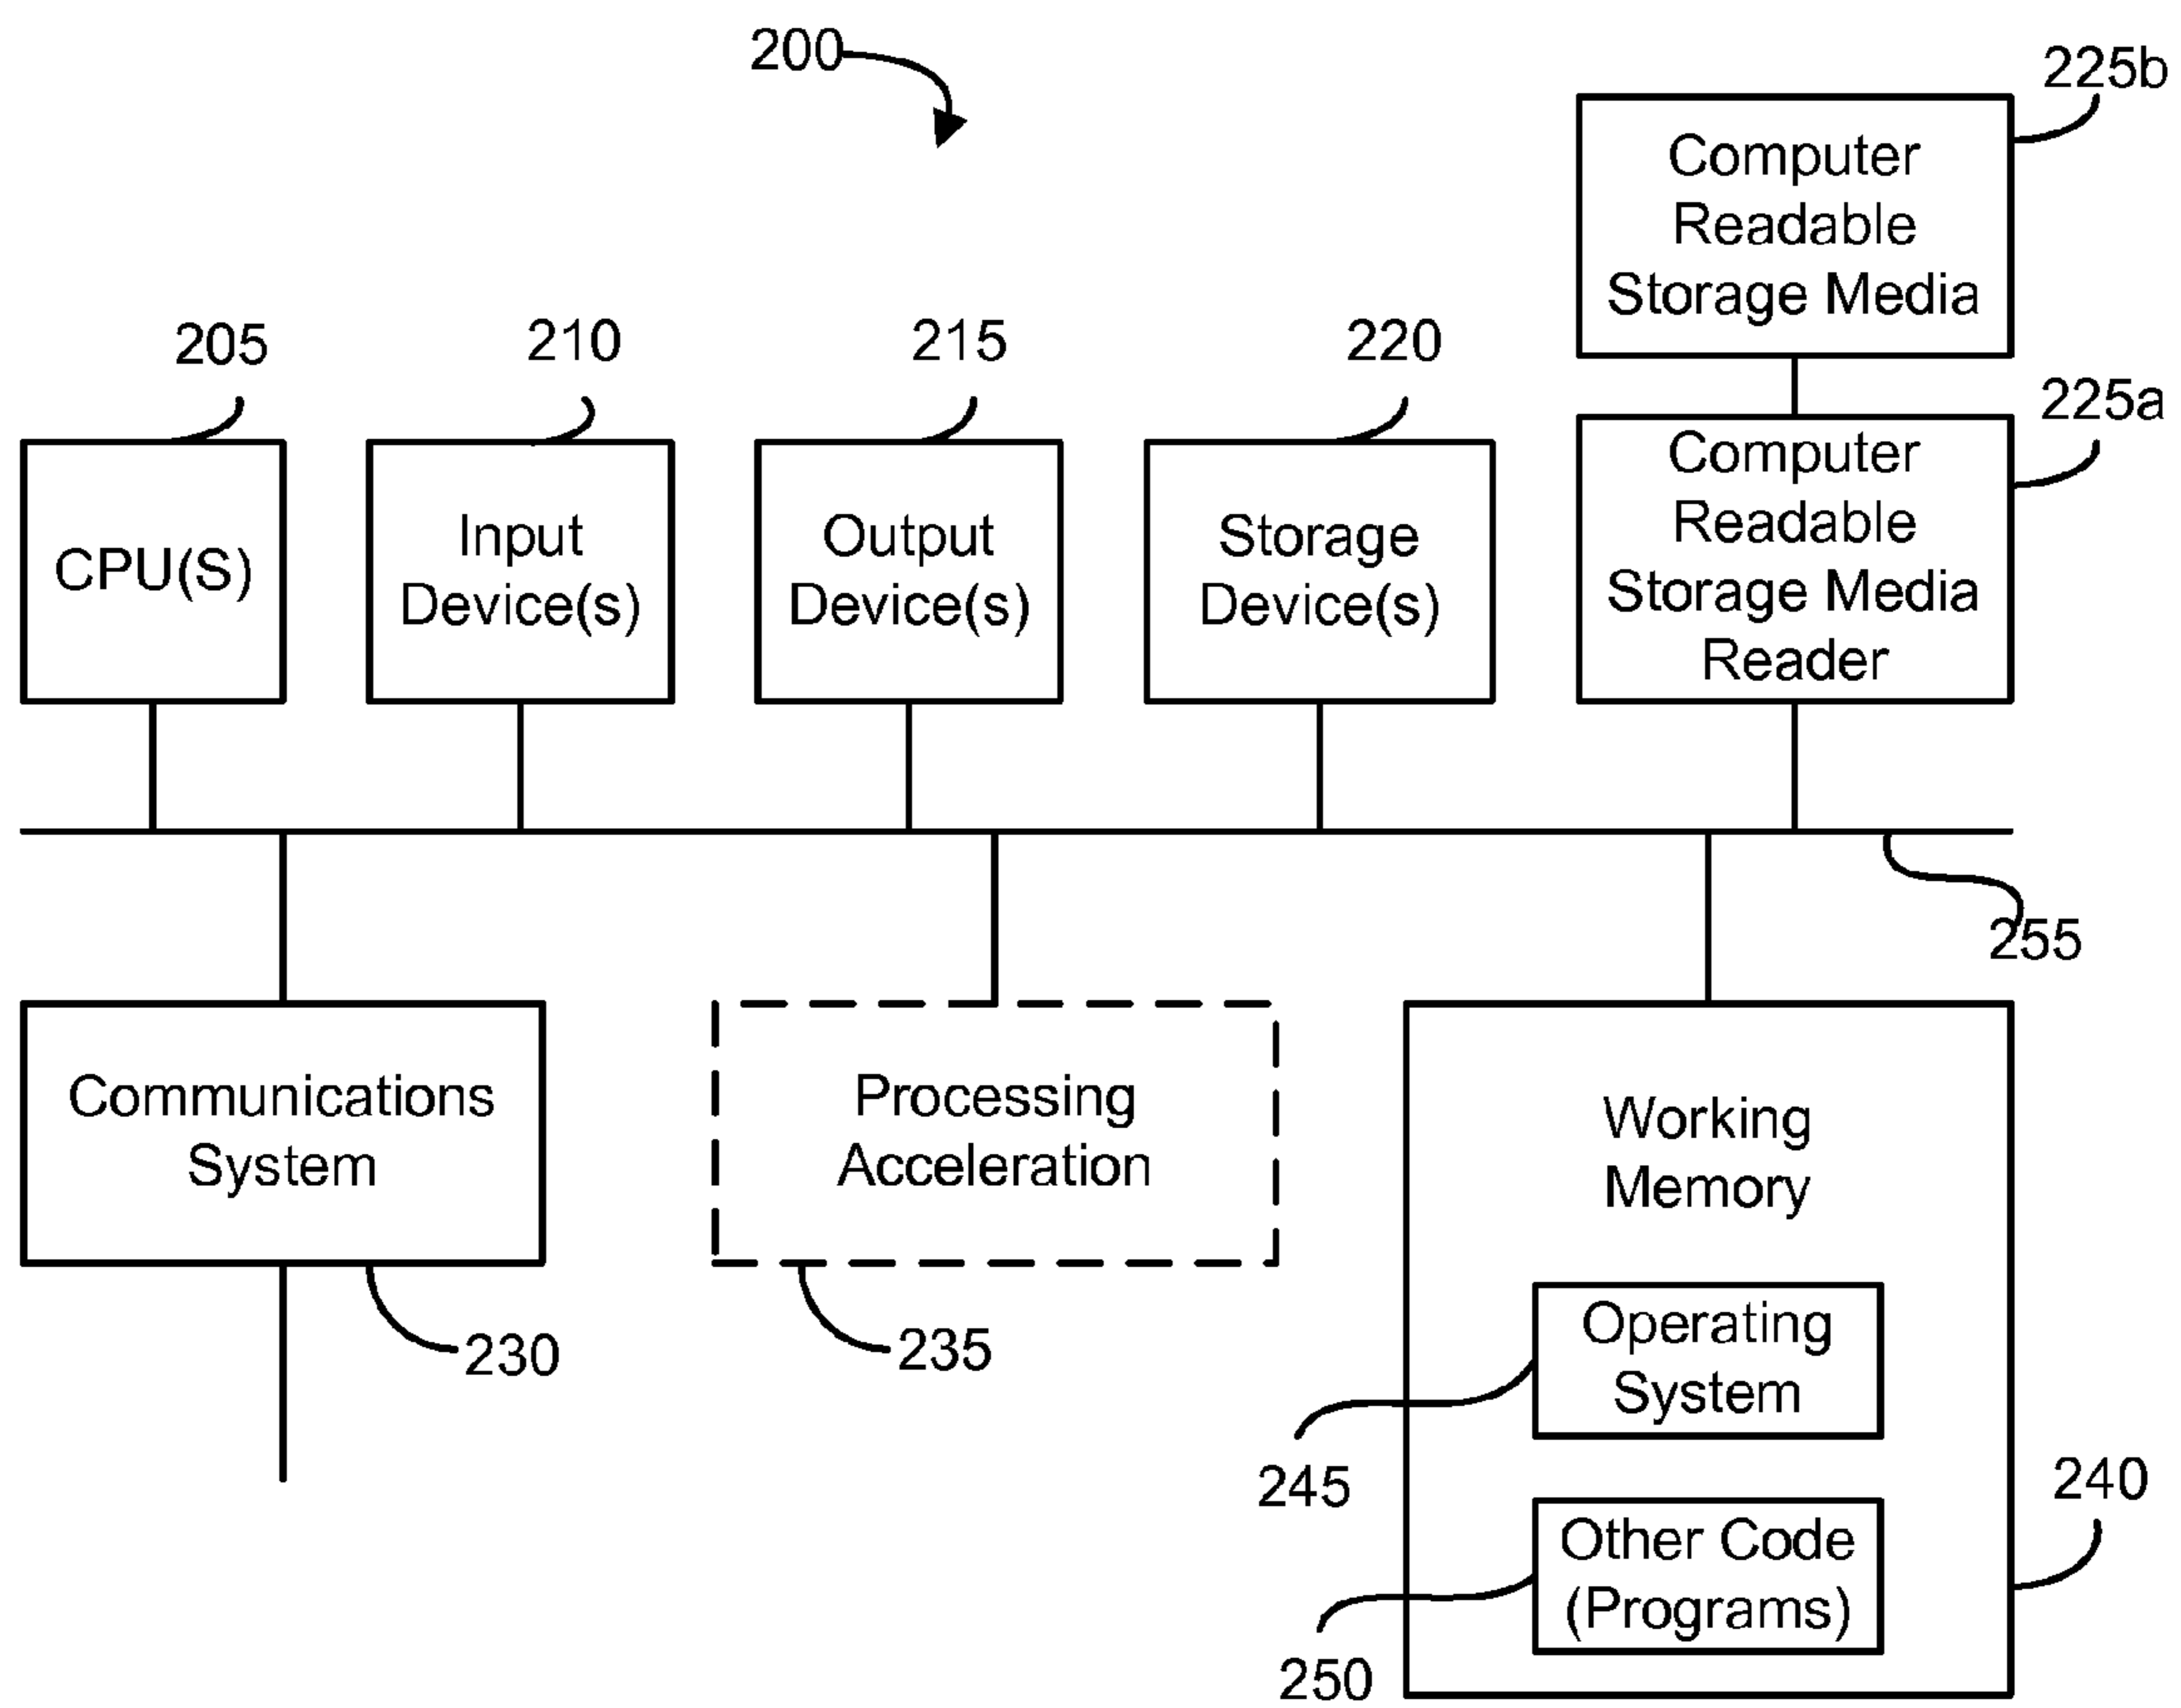 200
225b
Computer
Readable
Storage Media
205
210
215
220
225a
CPU(S)
Input
Device(s)
Output
Device(s)
Storage
Device(s)
Computer
Readable
Storage Media
Reader
255
Communications
System
230
Processing
Acceleration
235
Working
Memory
Operating
System
245
240
Other Code
(Programs)
250